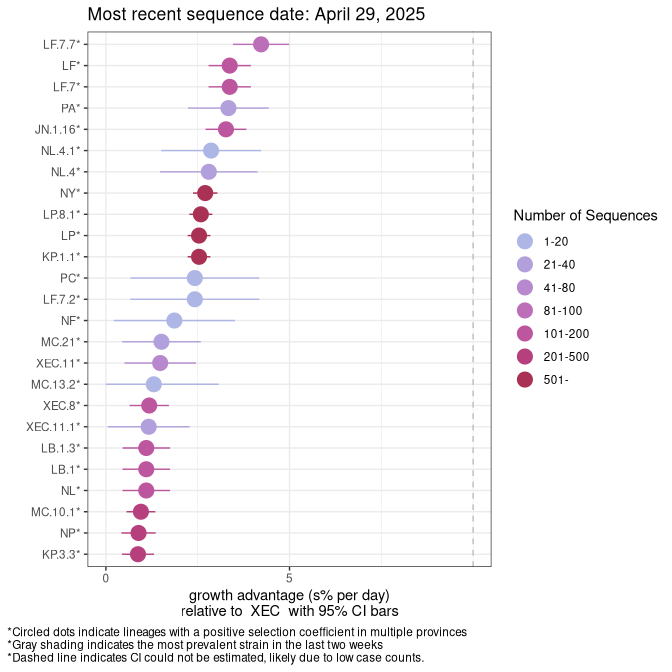 Most recent sequence date: April 29, 2025
LF.7.7*
LF*
LF.7*
PA*
JN.1.16*
NL.4.1*
NL.4*
NY*
LP.8.1*
LP*
KP.1.1*
PC*
LF.7.2*
NF*
MC.21*
XEC.11*
MC.13.2*
XEC.8*
XEC.11.1*
LB.1.3*
LB.1*
NL*
MC.10.1*
NP*
KP.3.3*
0 5
growth advantage (s% per day)
relative to XEC with 95% CI bars
Number of Sequences
1-20
21-40
41-80
81-100
101-200
201-500
501-
*Circled dots indicate lineages with a positive selection coefficient in multiple provinces
*Gray shading indicates the most prevalent strain in the last two weeks
*Dashed line indicates CI could not be estimated, likely due to low case counts.